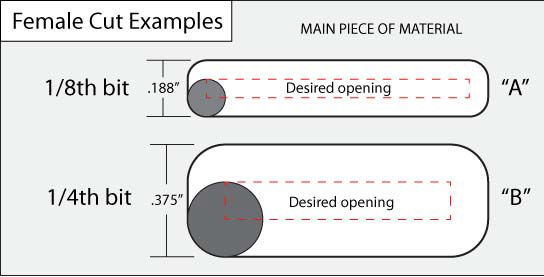 Female Cut Examples
MAIN PIECE OF MATERIAL
1/8th bit
.188”
Desired opening
“A”
1/4th bit
.375”
Desired opening
“B”